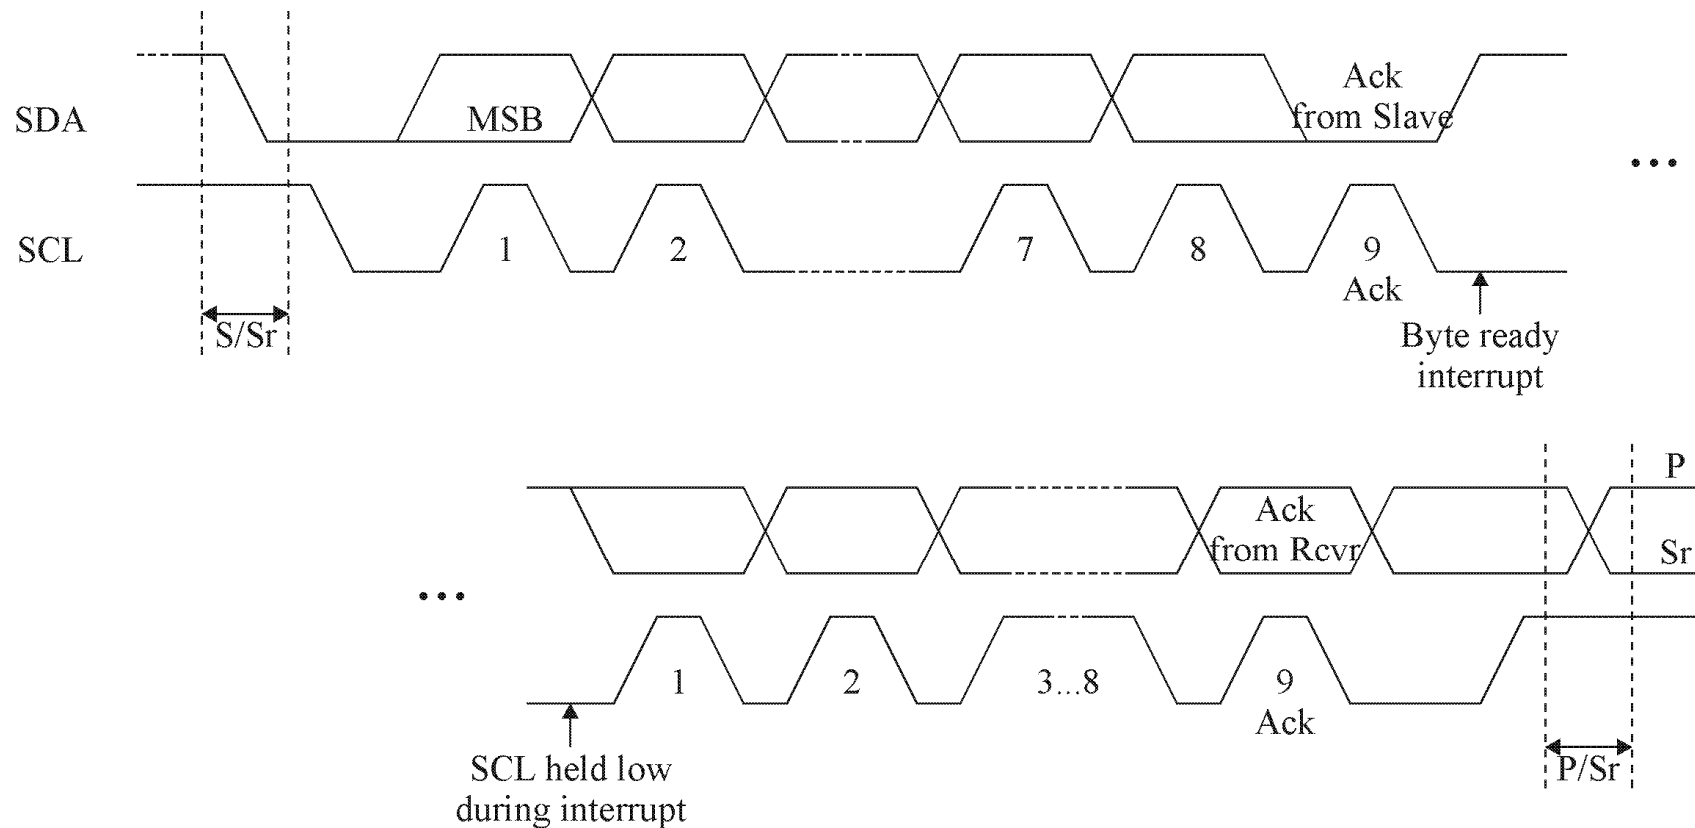 SDA
MSB
Ack
from Slave
...
SCL
1
2
7
8
9
Ack
S/Sr
Byte ready
interrupt
P
Ack
from Rcvr
Sr
...
1
2
3...8
9
Ack
SCL held low
during interrupt
P/Sr